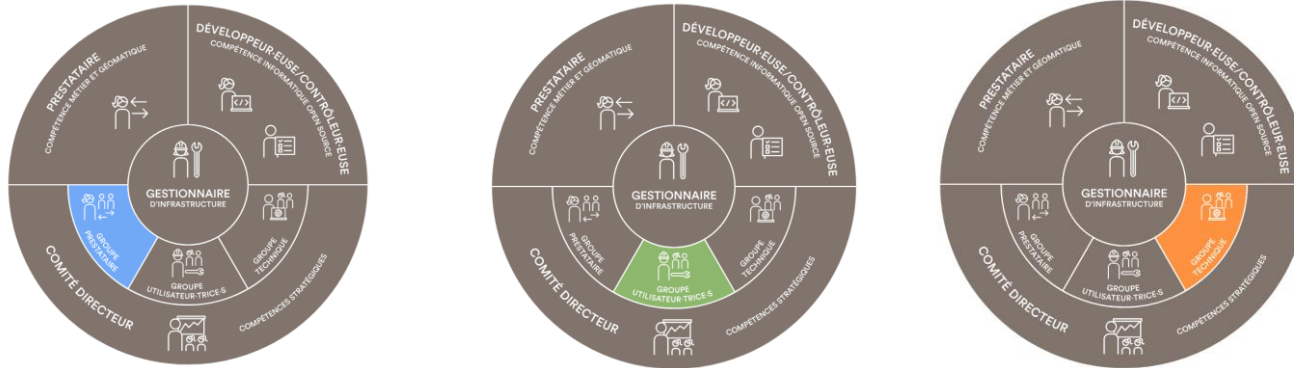 PRESTATAIRE
COMPÉTENCE MÉTIER ET GÉOMATIQUE
DÉVELOPPEUR·EUSE/CONTRÔLEUR·EUSE
COMPÉTENCE INFORMATIQUE OPEN SOURCE
GESTIONNAIRE
D'INFRASTRUCTURE
GROUPE
PRESTATAIRE
GROUPE
UTILISATEUR·TRICE·S
GROUPE
TECHNIQUE
COMITÉ DIRECTEUR
COMPÉTENCES STRATÉGIQUES
PRESTATAIRE
COMPÉTENCE MÉTIER ET GÉOMATIQUE
DÉVELOPPEUR·EUSE/CONTRÔLEUR·EUSE
COMPÉTENCE INFORMATIQUE OPEN SOURCE
GESTIONNAIRE
D'INFRASTRUCTURE
GROUPE
PRESTATAIRE
GROUPE
UTILISATEUR·TRICE·S
GROUPE
TECHNIQUE
COMITÉ DIRECTEUR
COMPÉTENCES STRATÉGIQUES
PRESTATAIRE
COMPÉTENCE MÉTIER ET GÉOMATIQUE
DÉVELOPPEUR·EUSE/CONTRÔLEUR·EUSE
COMPÉTENCE INFORMATIQUE OPEN SOURCE
GESTIONNAIRE
D'INFRASTRUCTURE
GROUPE
PRESTATAIRE
GROUPE
UTILISATEUR·TRICE·S
GROUPE
TECHNIQUE
COMITÉ DIRECTEUR
COMPÉTENCES STRATÉGIQUES